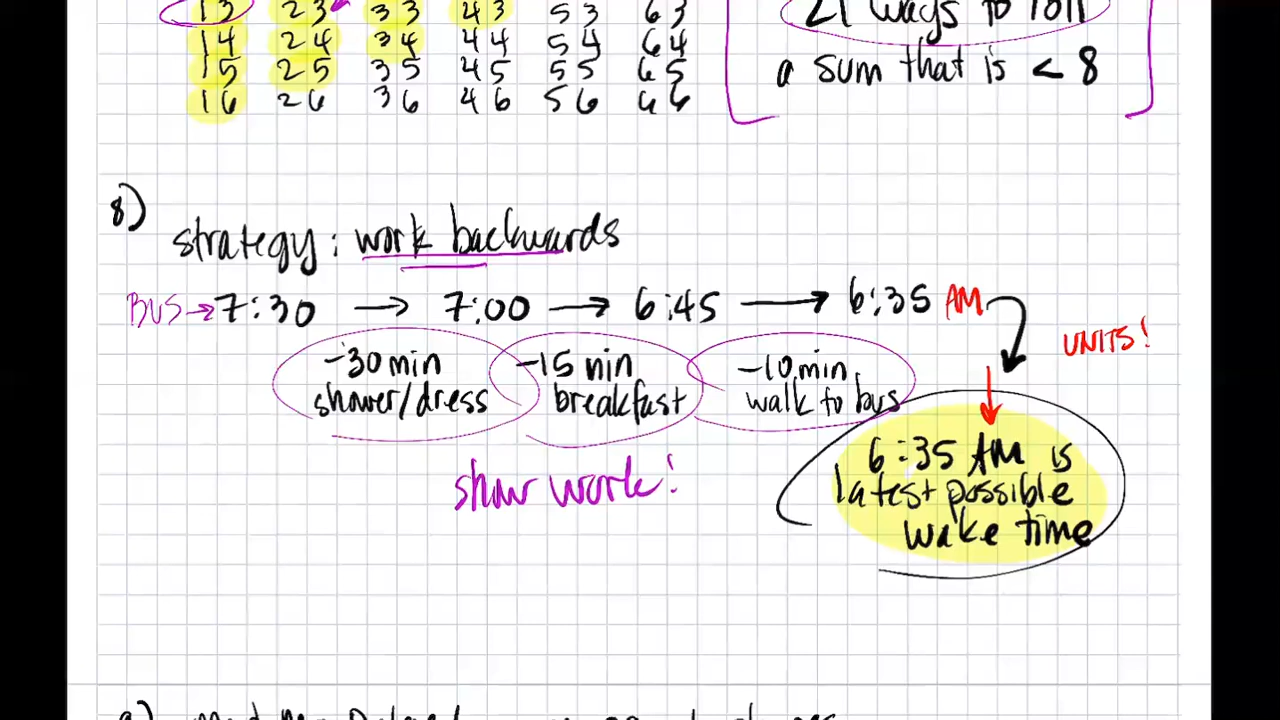 13 23 33 43 53 63
21 ways to roll
14 24 34 44 54 64
a sum that is < 8
15 25 35 45 55 65
16 26 36 46 56 66
8)
strategy: work backwards
BUS → 7:30 → 7:00 → 6:45 → 6:35 AM
UNITS!
-30 min -15 nin -10 min
shower/dress breakfast walk to bus
6:35 AM is
latest possible
wake time
show work!
9)